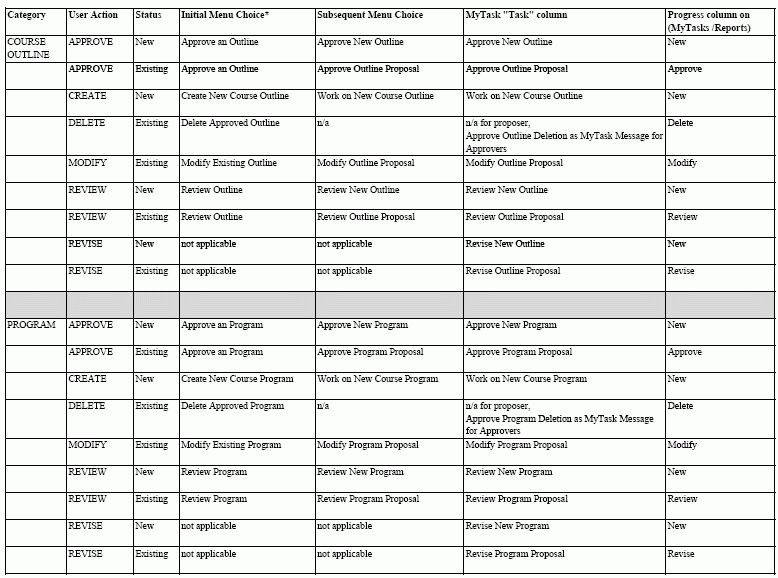 Category User Action Status Initial Menu Choice* Subsequent Menu Choice MyTask "Task" column Progress column on
(MyTasks /Reports)
COURSE APPROVE New Approve an Outline Approve New Outline Approve New Outline New
OUTLINE
APPROVE Existing Approve an Outline Approve Outline Proposal Approve Outline Proposal Approve
CREATE New Create New Course Outline Work on New Course Outline Work on New Course Outline New
DELETE Existing Delete Approved Outline n/a n/a for proposer, Delete
Approve Outline Deletion as MyTask Message for
Approvers
MODIFY Existing Modify Existing Outline Modify Outline Proposal Modify Outline Proposal Modify
REVIEW New Review Outline Review New Outline Review New Outline New
REVIEW Existing Review Outline Review Outline Proposal Review Outline Proposal Review
REVISE New not applicable not applicable Revise New Outline New
REVISE Existing not applicable not applicable Revise Outline Proposal Revise
PROGRAM APPROVE New Approve an Program Approve New Program Approve New Program New
APPROVE Existing Approve an Program Approve Program Proposal Approve Program Proposal Approve
CREATE New Create New Course Program Work on New Course Program Work on New Course Program New
DELETE Existing Delete Approved Program n/a n/a for proposer, Delete
Approve Program Deletion as MyTask Message
for Approvers
MODIFY Existing Modify Existing Program Modify Program Proposal Modify Program Proposal Modify
REVIEW New Review Program Review New Program Review New Program New
REVIEW Existing Review Program Review Program Proposal Review Program Proposal Review
REVISE New not applicable not applicable Revise New Program New
REVISE Existing not applicable not applicable Revise Program Proposal Revise